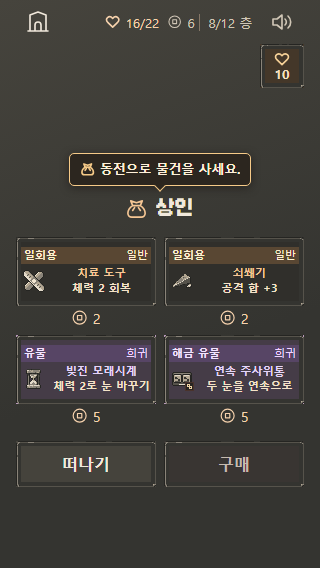 16/22 6 8/12 층
10
동전으로 물건을 사세요.
상인
일회용 일반
치료 도구
체력 2 회복
2
일회용 일반
쇠쐐기
공격 합 +3
2
유물 희귀
빚진 모래시계
체력 2로 눈 바꾸기
5
해금 유물 희귀
연속 주사위통
두 눈을 연속으로
5
떠나기 구매